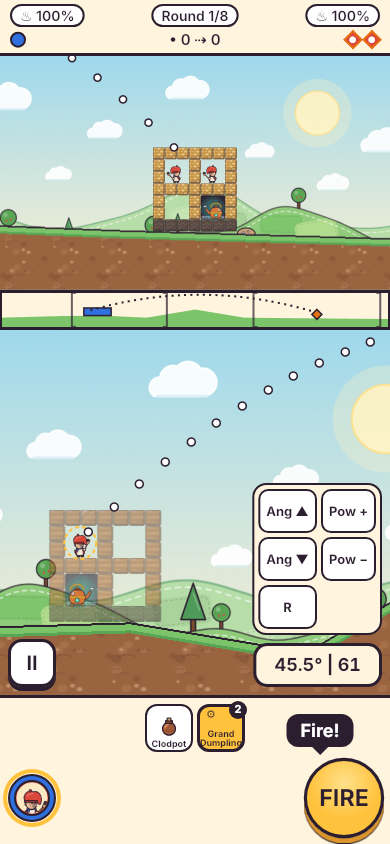 ♨ 100%
Round 1/8
♨ 100%
• 0 ⇢ 0
Ang ▲
Pow +
Ang ▼
Pow −
R
45.5° | 61
2
Clodpot
Grand
Dumpling
Fire!
FIRE